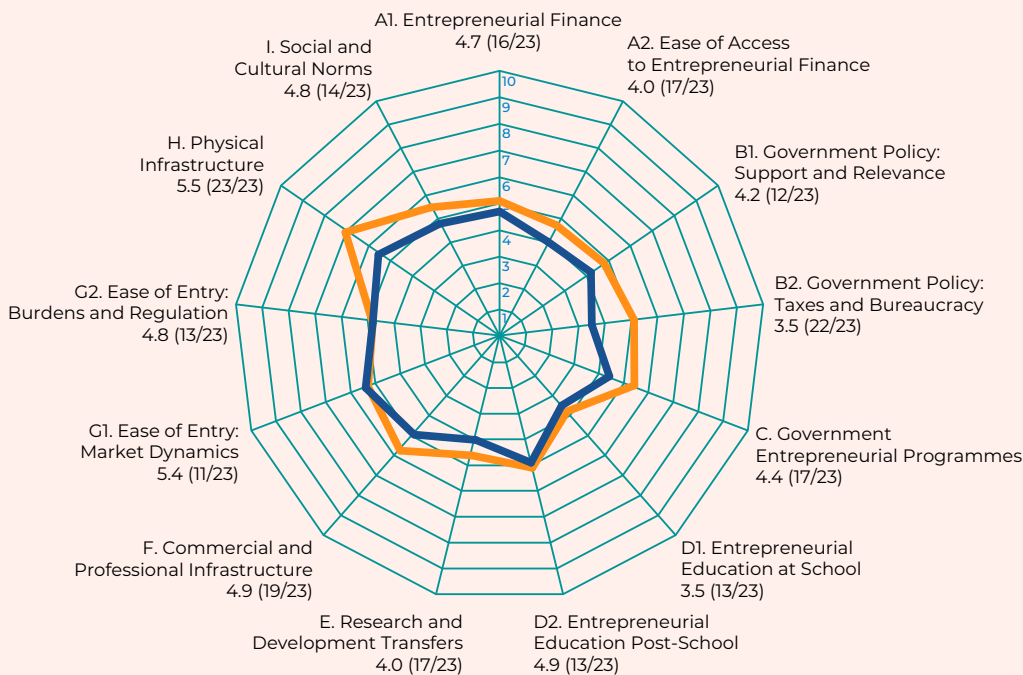 A1. Entrepreneurial Finance
4.7 (16/23)
A2. Ease of Access
to Entrepreneurial Finance
4.0 (17/23)
B1. Government Policy:
Support and Relevance
4.2 (12/23)
B2. Government Policy:
Taxes and Bureaucracy
3.5 (22/23)
C. Government
Entrepreneurial Programmes
4.4 (17/23)
D1. Entrepreneurial
Education at School
3.5 (13/23)
D2. Entrepreneurial
Education Post-School
4.9 (13/23)
E. Research and
Development Transfers
4.0 (17/23)
F. Commercial and
Professional Infrastructure
4.9 (19/23)
G1. Ease of Entry:
Market Dynamics
5.4 (11/23)
G2. Ease of Entry:
Burdens and Regulation
4.8 (13/23)
H. Physical
Infrastructure
5.5 (23/23)
I. Social and
Cultural Norms
4.8 (14/23)
10
9
8
7
6
4
3
2
1